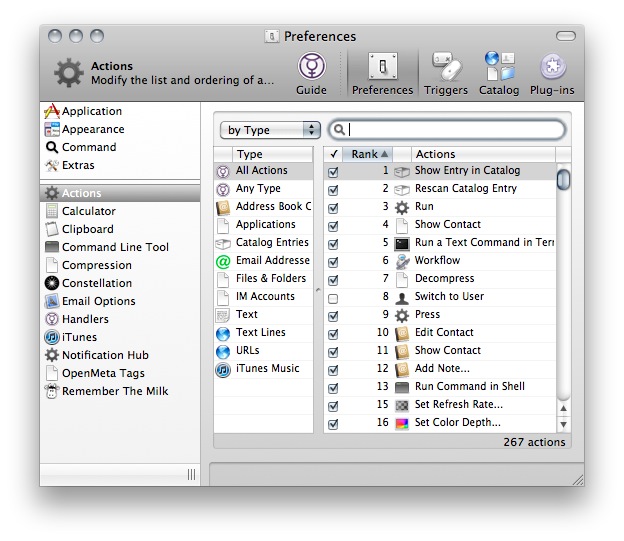 Preferences
Actions
Modify the list and ordering of a...
Guide
Preferences
Triggers
Catalog
Plug-ins
Application
Appearance
Command
Extras
Actions
Calculator
Clipboard
Command Line Tool
Compression
Constellation
Email Options
Handlers
iTunes
Notification Hub
OpenMeta Tags
Remember The Milk
by Type
Type
All Actions
Any Type
Address Book C
Applications
Catalog Entries
Email Addresse
Files & Folders
IM Accounts
Text
Text Lines
URLs
iTunes Music
✓ Rank Actions
1 Show Entry in Catalog
2 Rescan Catalog Entry
3 Run
4 Show Contact
5 Run a Text Command in Terr
6 Workflow
7 Decompress
8 Switch to User
9 Press
10 Edit Contact
11 Show Contact
12 Add Note...
13 Run Command in Shell
15 Set Refresh Rate...
16 Set Color Depth...
267 actions